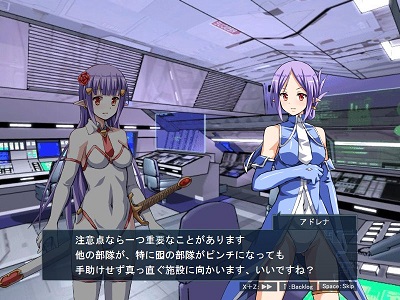 アドレナ
注意点なら一つ重要なことがあります
他の部隊が、特に囮の部隊がピンチになっても
手助けせず真っ直ぐ施設に向かいます、いいですね？
X+Z:▶▶ ↑:Backlog Space:Skip